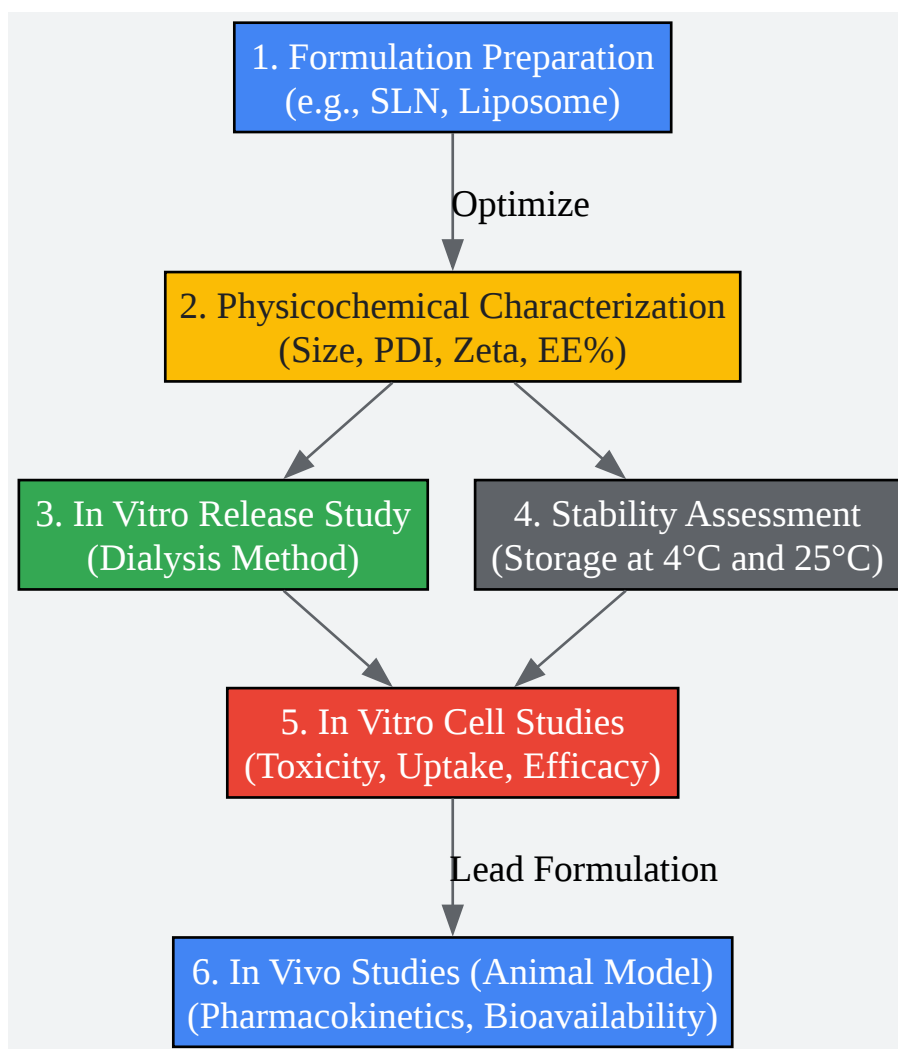 1. Formulation Preparation
(e.g., SLN, Liposome)
Optimize
2. Physicochemical Characterization
(Size, PDI, Zeta, EE%)
3. In Vitro Release Study
(Dialysis Method)
4. Stability Assessment
(Storage at 4°C and 25°C)
5. In Vitro Cell Studies
(Toxicity, Uptake, Efficacy)
Lead Formulation
6. In Vivo Studies (Animal Model)
(Pharmacokinetics, Bioavailability)